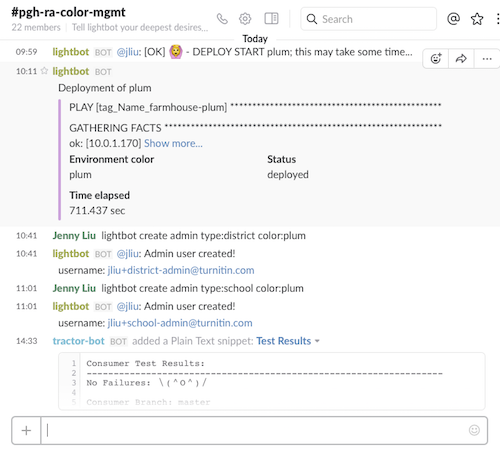 #pgh-ra-color-mgmt
22 members | Tell lightbot your deepest desires,...
Search
Today
09:59 lightbot BOT @jliu: [OK] - DEPLOY START plum; this may take some time...
10:11 lightbot BOT
Deployment of plum
PLAY [tag_Name_farmhouse-plum] ************************************************
GATHERING FACTS ****************************************************************
ok: [10.0.1.170] Show more...
Environment color Status
plum deployed
Time elapsed
711.437 sec
10:41 Jenny Liu lightbot create admin type:district color:plum
10:41 lightbot BOT @jliu: Admin user created!
username: jliu+district-admin@turnitin.com
11:01 Jenny Liu lightbot create admin type:school color:plum
11:01 lightbot BOT @jliu: Admin user created!
username: jliu+school-admin@turnitin.com
14:33 tractor-bot BOT added a Plain Text snippet: Test Results
1 Consumer Test Results:
2 ----------------------------------------------------------------------
3 No Failures: \(^O^)/
4
5 Consumer Branch: master